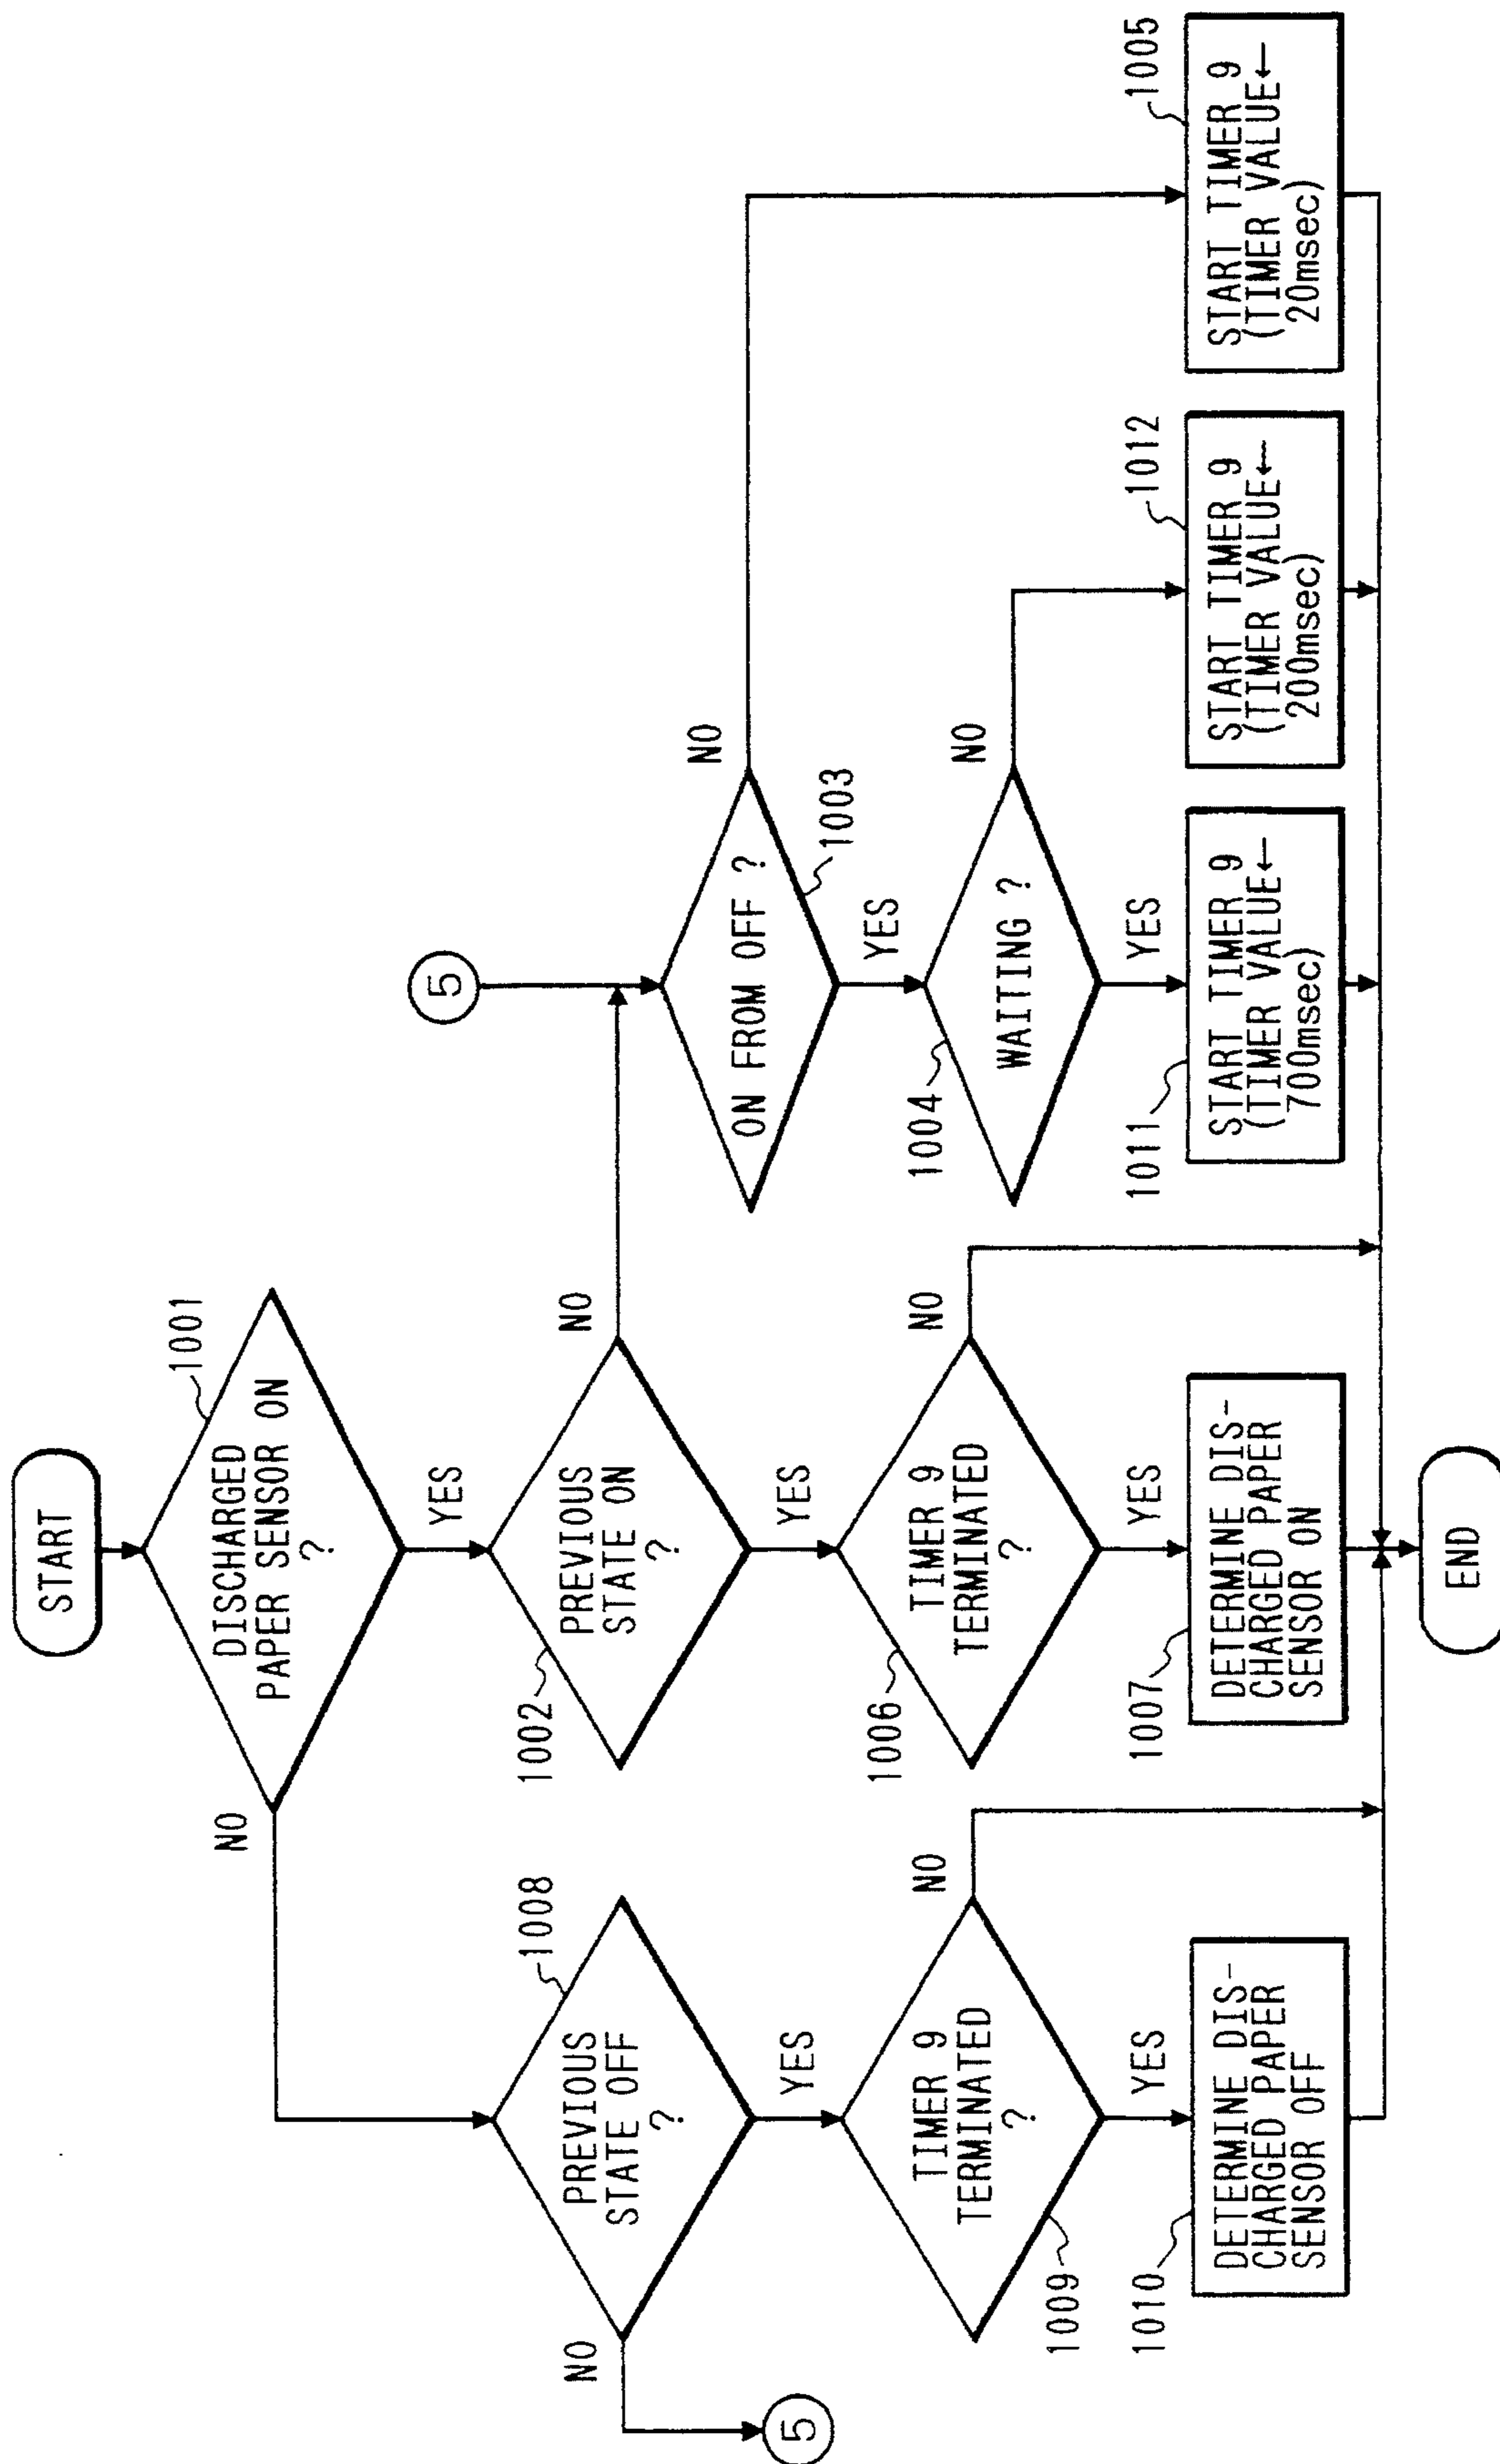 START
1001
DISCHARGED
PAPER SENSOR ON
?
NO
YES
1008
PREVIOUS
STATE OFF
?
NO
YES
5
1002
PREVIOUS
STATE ON
?
NO
YES
5
ON FROM OFF ?
1003
NO
YES
1009
TIMER 9
TERMINATED
?
NO
YES
1006
TIMER 9
TERMINATED
?
NO
YES
1004
WAITING ?
NO
YES
1010
DETERMINE DIS-
CHARGED PAPER
SENSOR OFF
1007
DETERMINE DIS-
CHARGED PAPER
SENSOR ON
1011
START TIMER 9
(TIMER VALUE←
700msec)
1012
START TIMER 9
(TIMER VALUE←
200msec)
1005
START TIMER 9
(TIMER VALUE←
20msec)
END